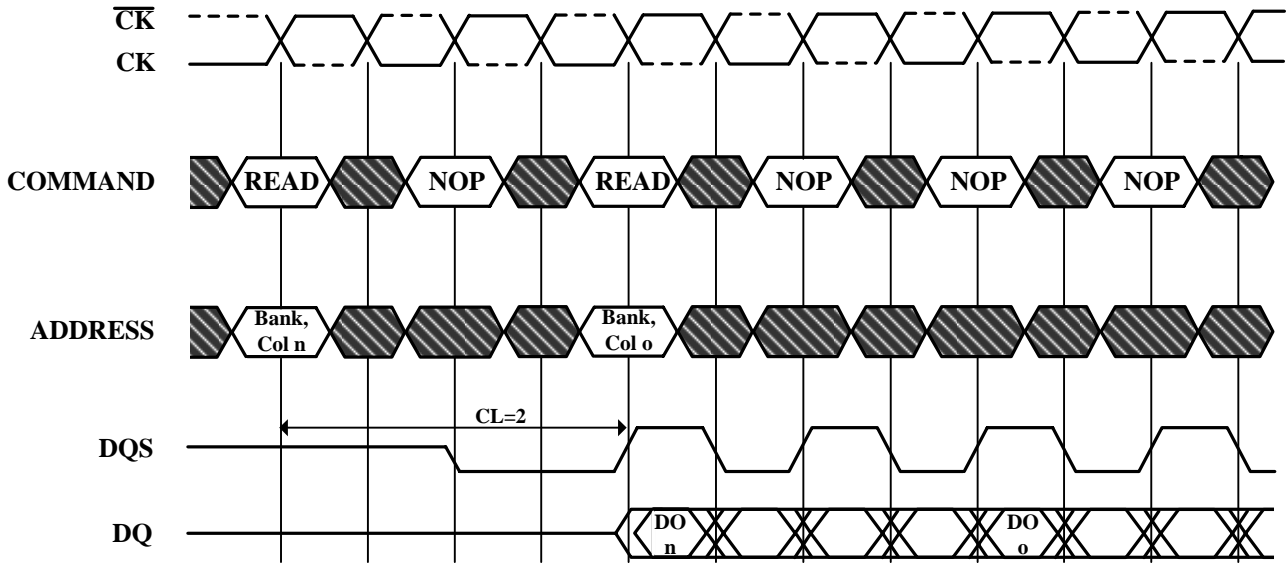 CK
CK
COMMAND
READ
NOP
READ
NOP
NOP
NOP
ADDRESS
Bank,
Col n
Bank,
Col o
CL=2
DQS
DQ
DO
n
DO
o